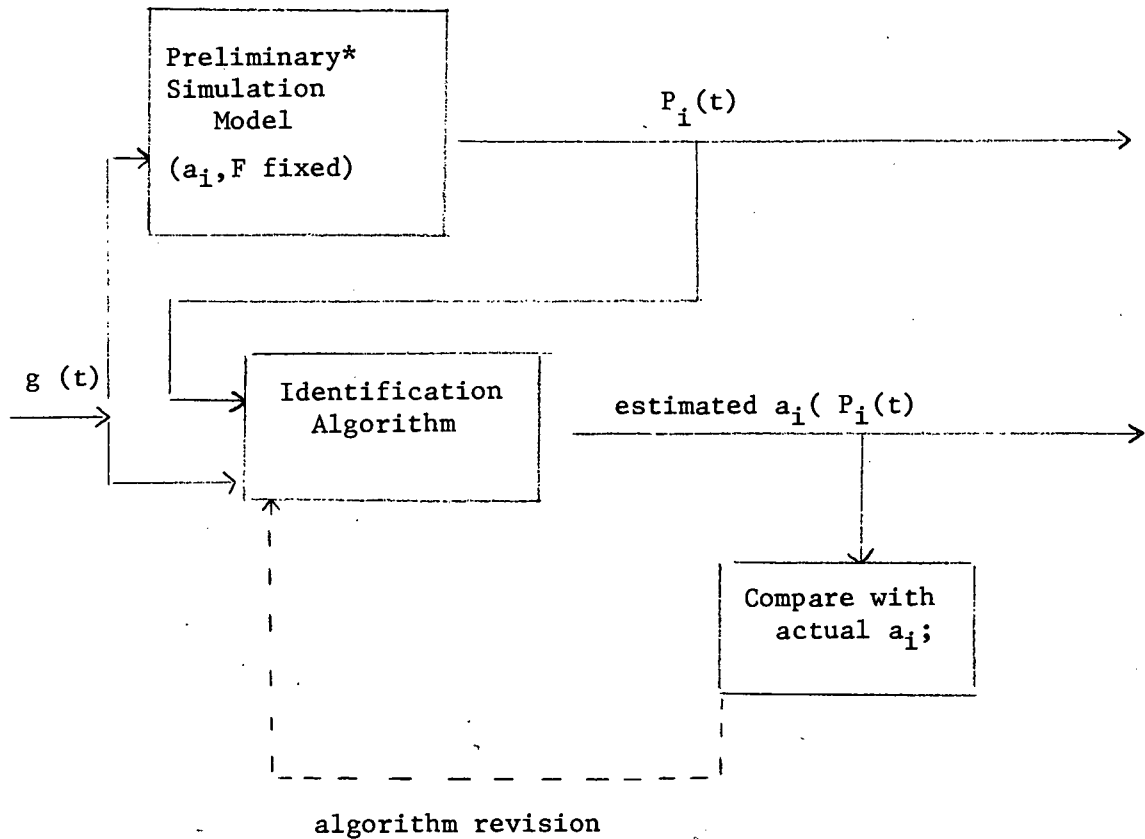 Preliminary*
Simulation
Model
(a_i,F fixed)
P_i(t)
g (t)
Identification
Algorithm
estimated a_i( P_i(t)
Compare with
actual a_i;
algorithm revision